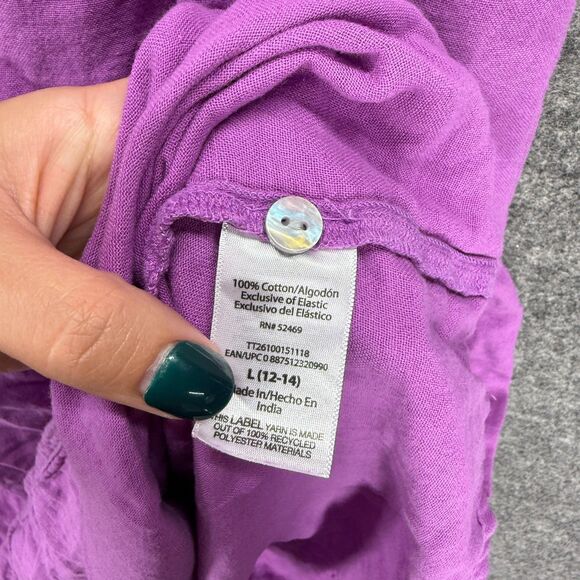 100% Cotton/Algodón
Exclusive of Elastic
Exclusivo del Elástico
RN# 52469
TT26100151118
EAN/UPC 0 887512320990
L (12-14)
Made In/Hecho En
India
THIS LABEL YARN IS MADE
OUT OF 100% RECYCLED
POLYESTER MATERIALS